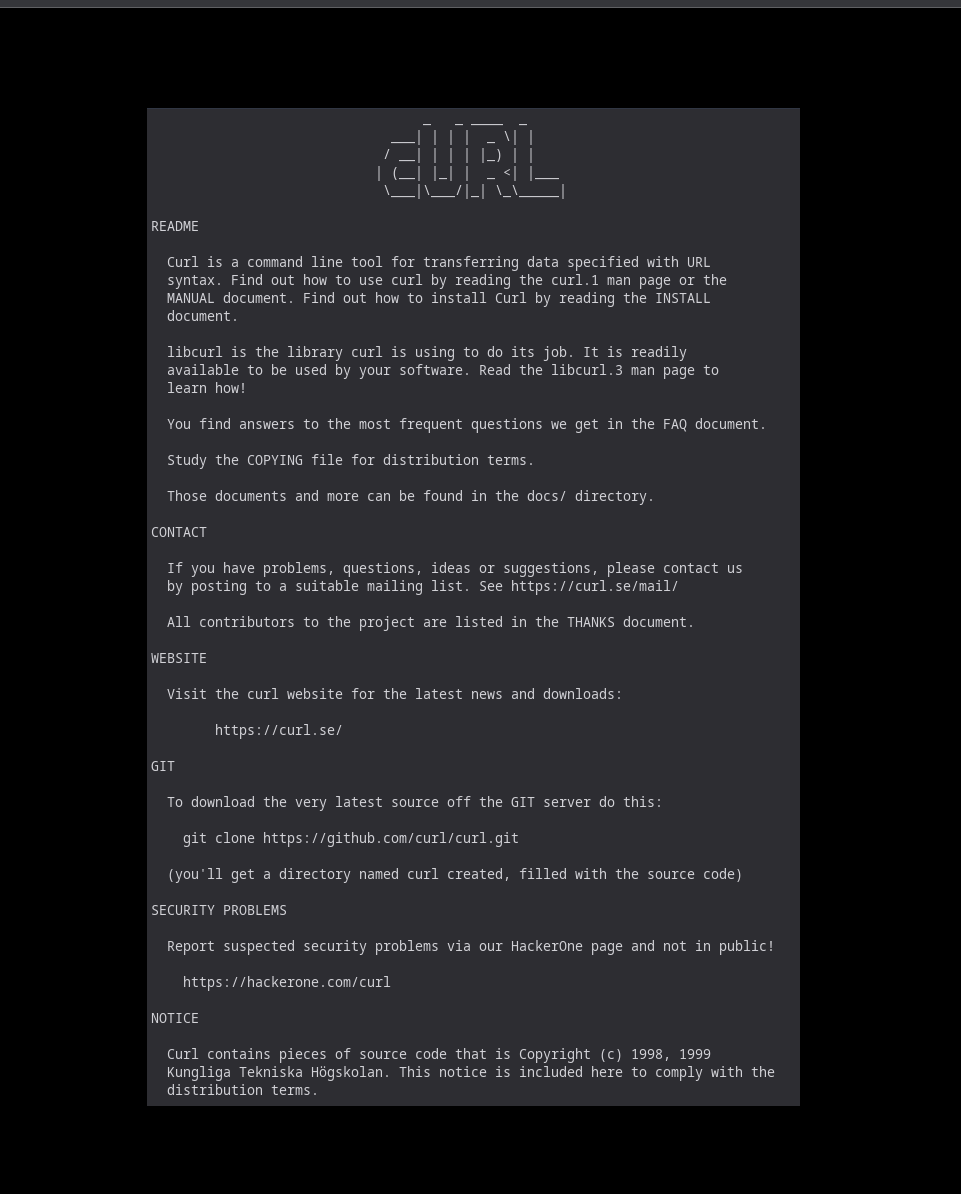 _   _ ____  _
                              ___| | | |  _ \| |
                             / __| | | | |_) | |
                            | (__| |_| |  _ <| |___
                             \___|\___/|_| \_\_____|
README
  Curl is a command line tool for transferring data specified with URL
  syntax. Find out how to use curl by reading the curl.1 man page or the
  MANUAL document. Find out how to install Curl by reading the INSTALL
  document.
  libcurl is the library curl is using to do its job. It is readily
  available to be used by your software. Read the libcurl.3 man page to
  learn how!
  You find answers to the most frequent questions we get in the FAQ document.
  Study the COPYING file for distribution terms.
  Those documents and more can be found in the docs/ directory.
CONTACT
  If you have problems, questions, ideas or suggestions, please contact us
  by posting to a suitable mailing list. See https://curl.se/mail/
  All contributors to the project are listed in the THANKS document.
WEBSITE
  Visit the curl website for the latest news and downloads:
        https://curl.se/
GIT
  To download the very latest source off the GIT server do this:
    git clone https://github.com/curl/curl.git
  (you'll get a directory named curl created, filled with the source code)
SECURITY PROBLEMS
  Report suspected security problems via our HackerOne page and not in public!
    https://hackerone.com/curl
NOTICE
  Curl contains pieces of source code that is Copyright (c) 1998, 1999
  Kungliga Tekniska Högskolan. This notice is included here to comply with the
  distribution terms.